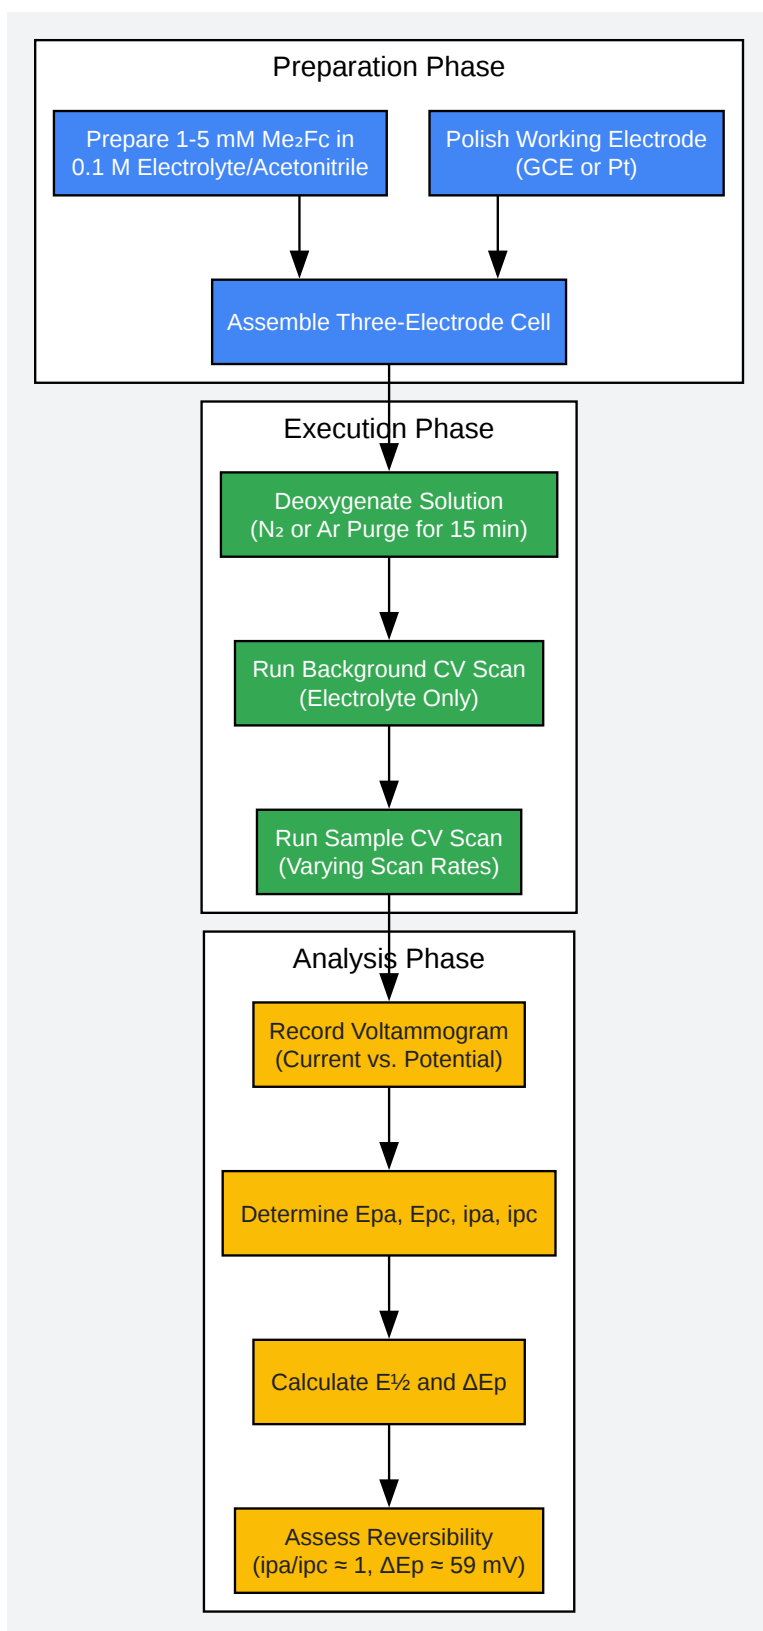 Preparation Phase
Prepare 1-5 mM Me₂Fc in
0.1 M Electrolyte/Acetonitrile
Polish Working Electrode
(GCE or Pt)
Assemble Three-Electrode Cell
Execution Phase
Deoxygenate Solution
(N₂ or Ar Purge for 15 min)
Run Background CV Scan
(Electrolyte Only)
Run Sample CV Scan
(Varying Scan Rates)
Analysis Phase
Record Voltammogram
(Current vs. Potential)
Determine Epa, Epc, ipa, ipc
Calculate E½ and ΔEp
Assess Reversibility
(ipa/ipc ≈ 1, ΔEp ≈ 59 mV)